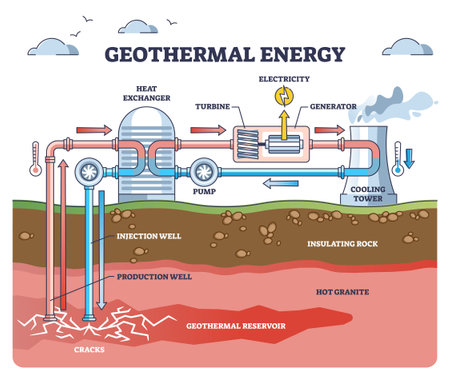 GEOTHERMAL ENERGY
ELECTRICITY
HEAT
EXCHANGER
TURBINE
GENERATOR
PUMP
COOLING
TOWER
INJECTION WELL
INSULATING ROCK
PRODUCTION WELL
HOT GRANITE
GEOTHERMAL RESERVOIR
CRACKS